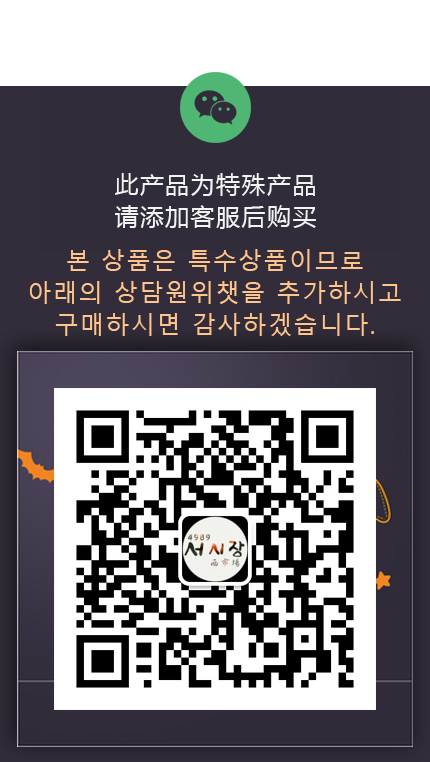 此产品为特殊产品
请添加客服后购买
본 상품은 특수상품이므로
아래의 상담원위챗을 추가하시고
구매하시면 감사하겠습니다.
4989
서시장
西市场